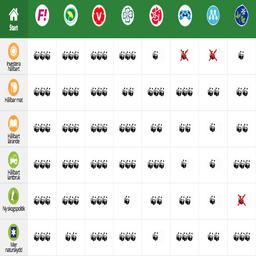 Start
F!
V
M
Investera
hållbart
Hållbar mat
Hållbart
lärande
Hållbart
lantbruk
Ny skogspolitik
Mer
naturskydd